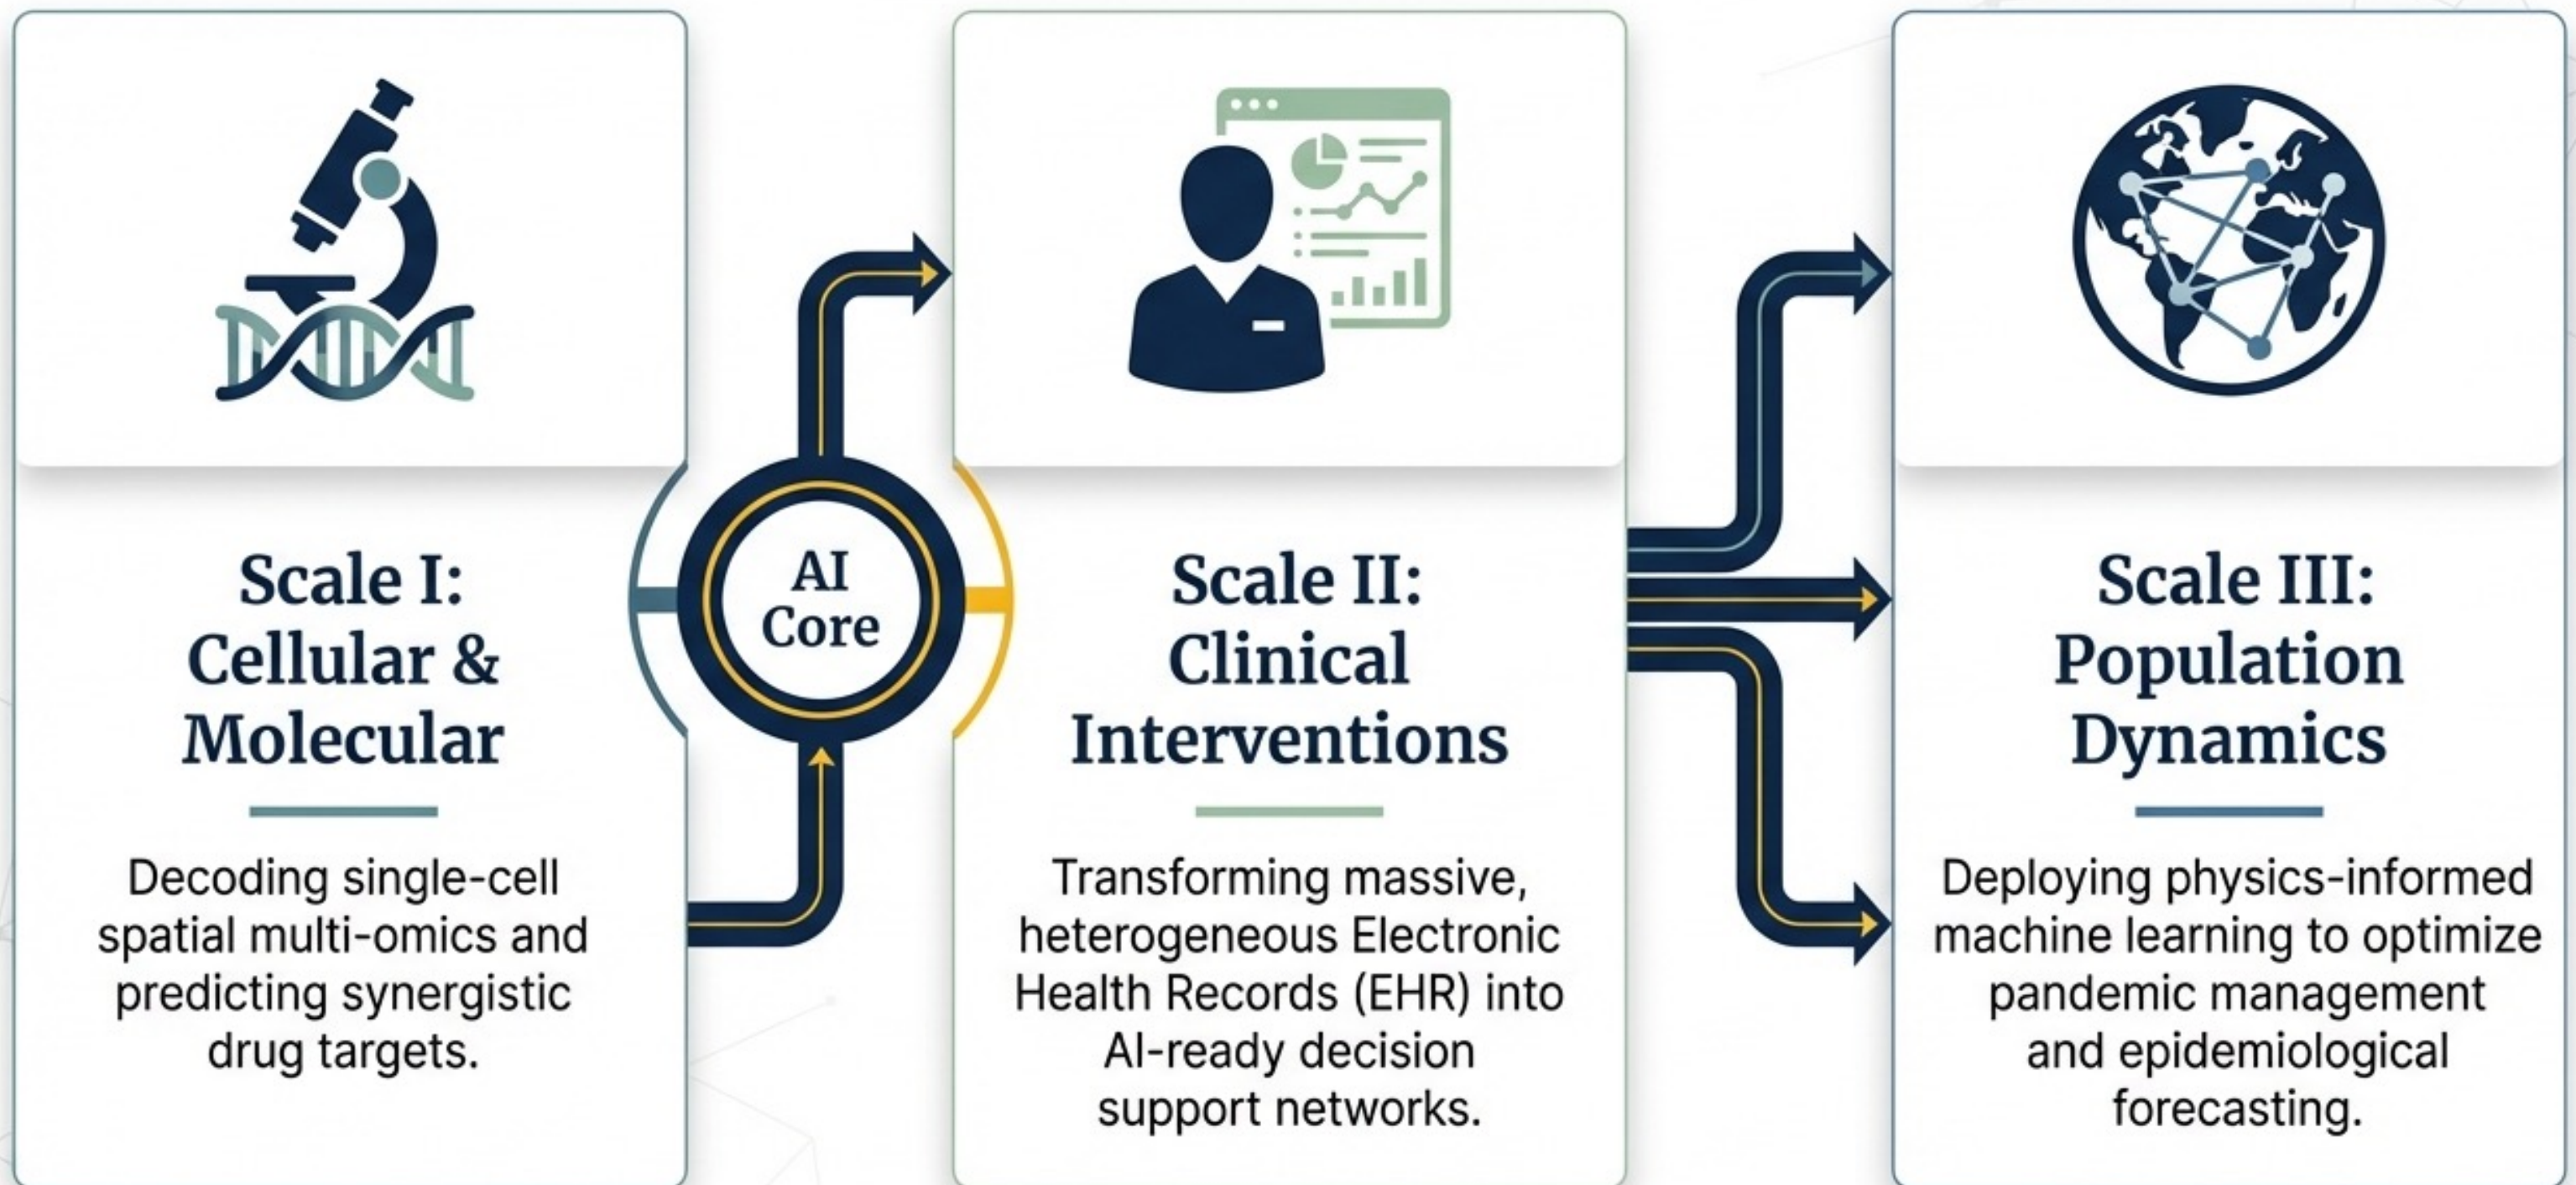 Scale I:
Cellular &
Molecular
Decoding single-cell
spatial multi-omics and
predicting synergistic
drug targets.
AI
Core
Scale II:
Clinical
Interventions
Transforming massive,
heterogeneous Electronic
Health Records (EHR) into
AI-ready decision
support networks.
Scale III:
Population
Dynamics
Deploying physics-informed
machine learning to optimize
pandemic management
and epidemiological
forecasting.